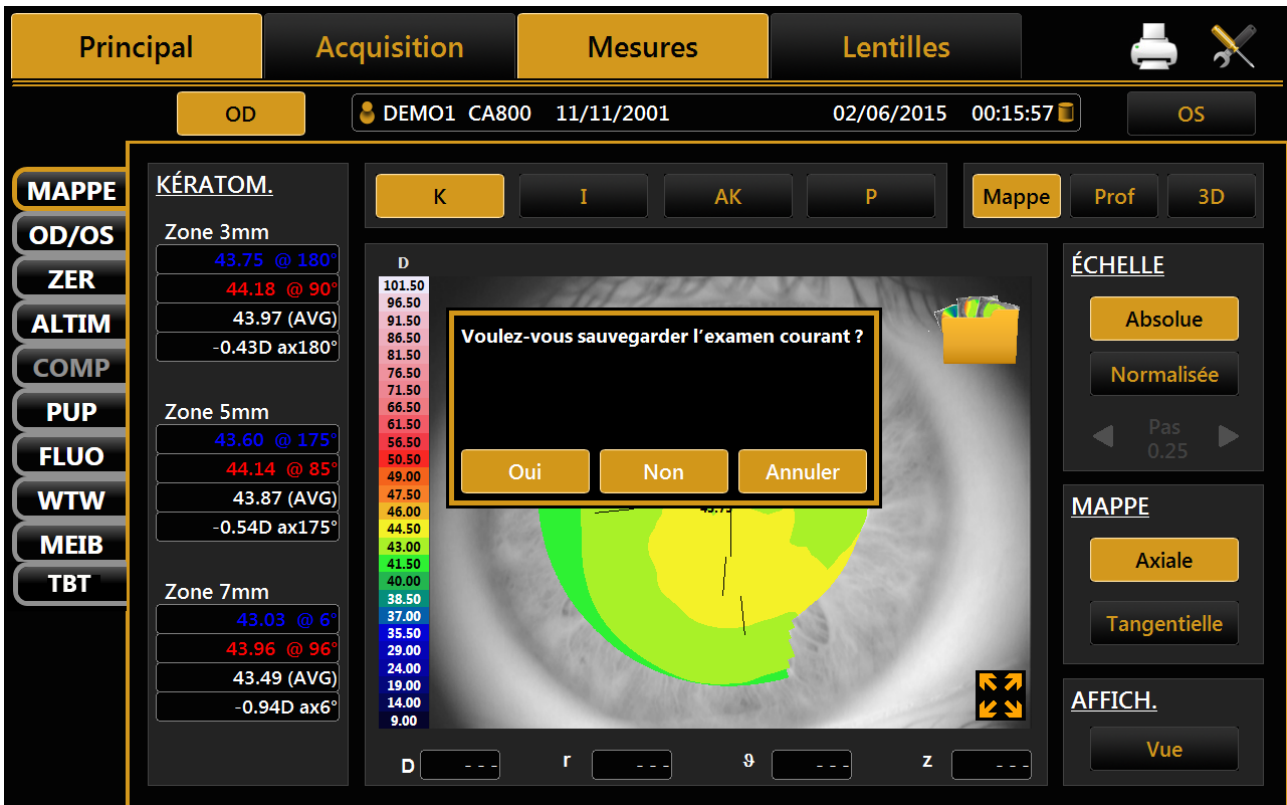 Principal
Acquisition
Mesures
Lentilles
OD
DEMO1 CA800 11/11/2001 02/06/2015 00:15:57
OS
MAPPE
OD/OS
ZER
ALTIM
COMP
PUP
FLUO
WTW
MEIB
TBT
KÉRATOM.
Zone 3mm
43.75 @ 180°
44.18 @ 90°
43.97 (AVG)
-0.43D ax180°
Zone 5mm
43.60 @ 175°
44.14 @ 85°
43.87 (AVG)
-0.54D ax175°
Zone 7mm
43.03 @ 6°
43.96 @ 96°
43.49 (AVG)
-0.94D ax6°
K
I
AK
P
Mappe
Prof
3D
D
101.50
96.50
91.50
86.50
81.50
76.50
71.50
66.50
61.50
56.50
50.50
49.00
47.50
46.00
44.50
43.00
41.50
40.00
38.50
37.00
35.50
29.00
24.00
19.00
14.00
9.00
Voulez-vous sauvegarder l'examen courant ?
Oui
Non
Annuler
D - - -
r - - -
ϑ - - -
z - - -
ÉCHELLE
Absolue
Normalisée
Pas
0.25
MAPPE
Axiale
Tangentielle
AFFICH.
Vue